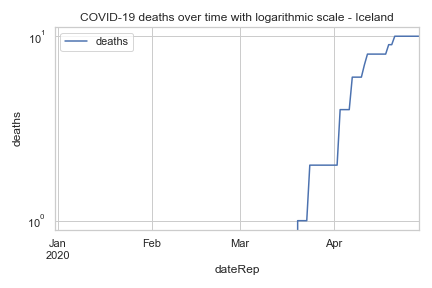 COVID-19 deaths over time with logarithmic scale - Iceland
deaths
10¹
deaths
10⁰
Jan Feb Mar Apr
2020
dateRep